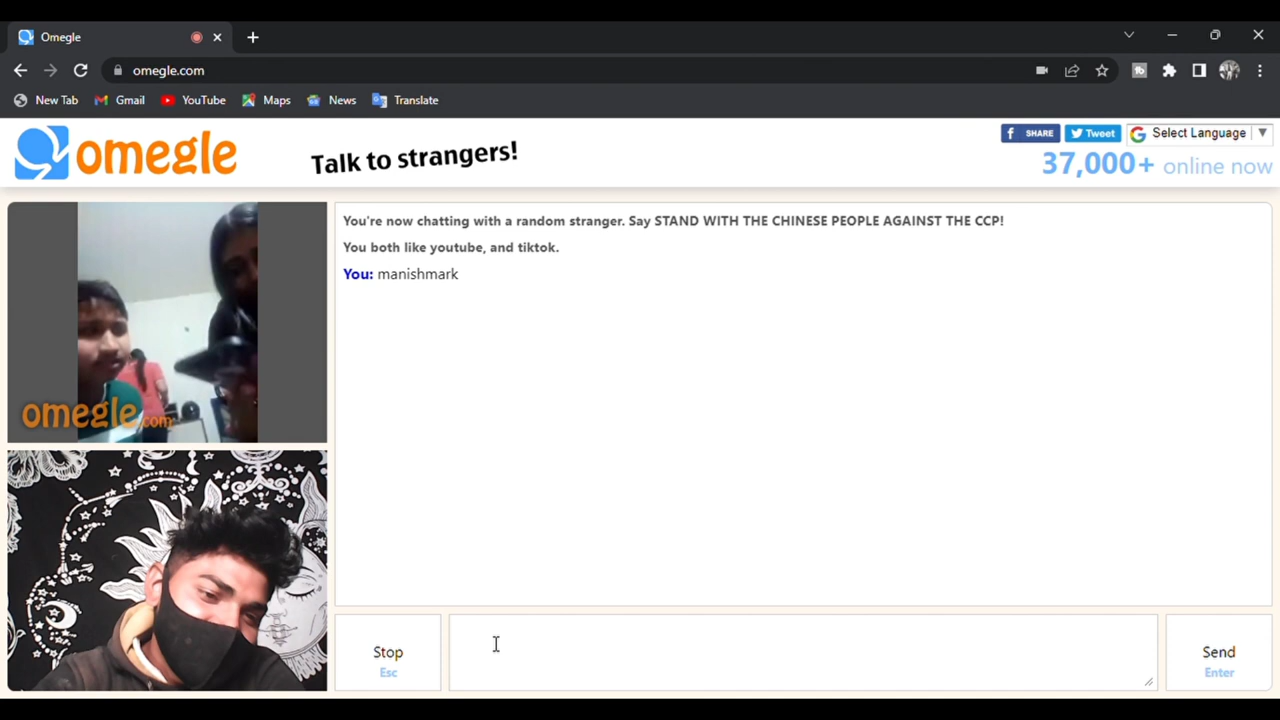 Omegle
omegle.com
New Tab
Gmail
YouTube
Maps
News
Translate
omegle
Talk to strangers!
SHARE
Tweet
Select Language
37,000+ online now
You're now chatting with a random stranger. Say STAND WITH THE CHINESE PEOPLE AGAINST THE CCP!
You both like youtube, and tiktok.
You: manishmark
omegle.com
Stop
Esc
Send
Enter